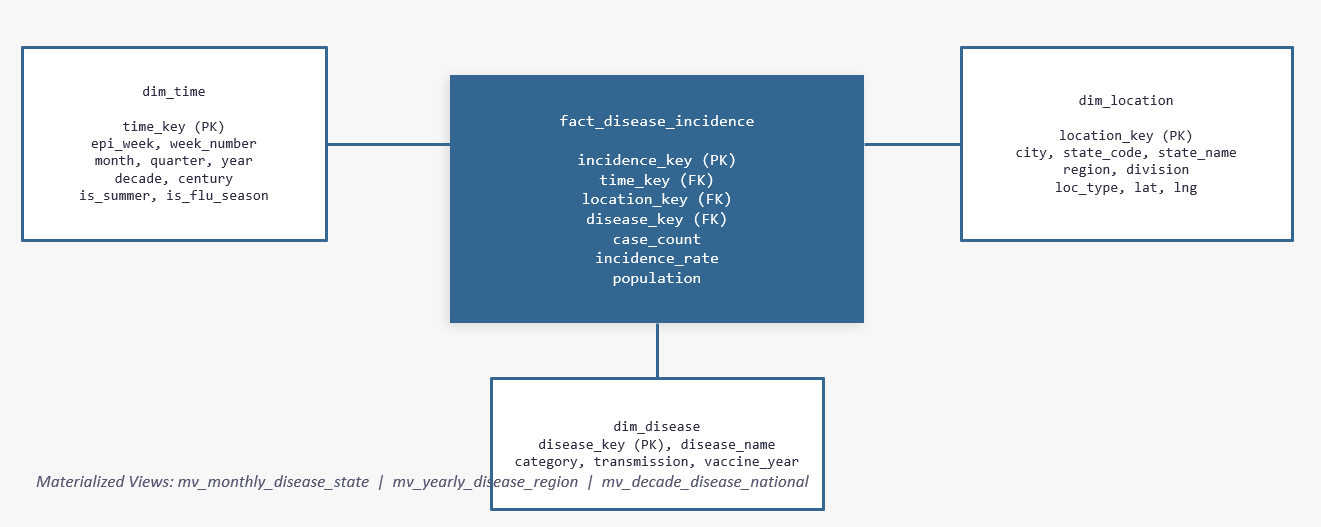 dim_time
time_key (PK)
epi_week, week_number
month, quarter, year
decade, century
is_summer, is_flu_season
fact_disease_incidence
incidence_key (PK)
time_key (FK)
location_key (FK)
disease_key (FK)
case_count
incidence_rate
population
dim_location
location_key (PK)
city, state_code, state_name
region, division
loc_type, lat, lng
dim_disease
disease_key (PK), disease_name
category, transmission, vaccine_year
Materialized Views: mv_monthly_disease_state | mv_yearly_disease_region | mv_decade_disease_national